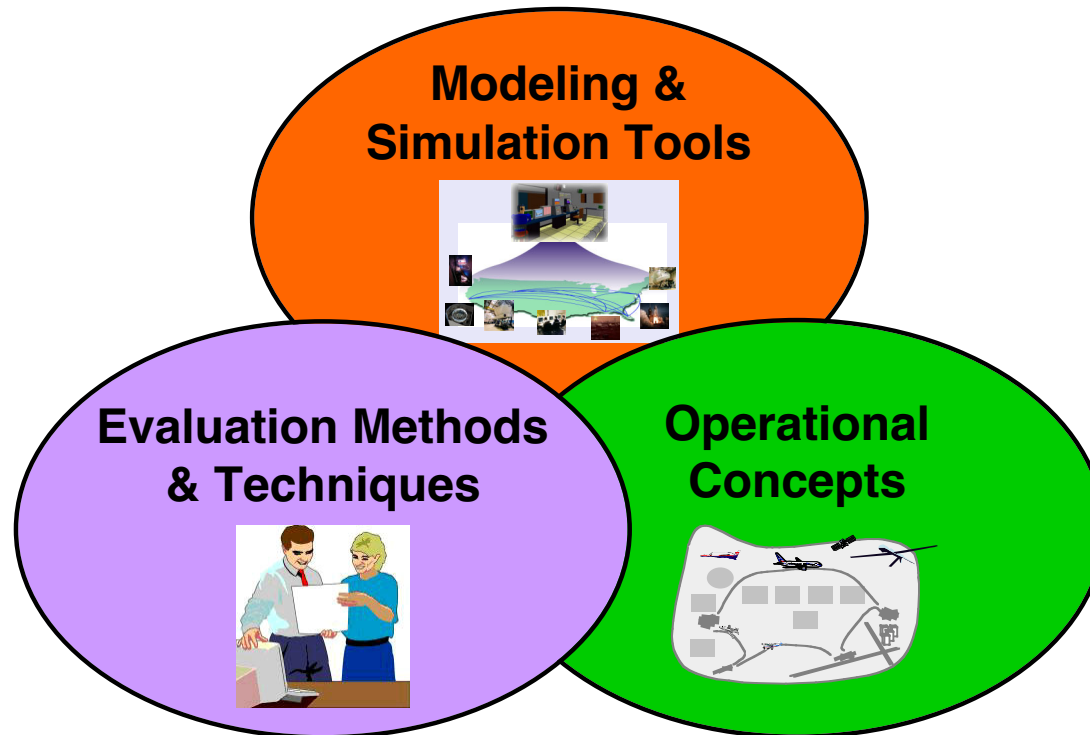 Modeling &
Simulation Tools
Evaluation Methods
& Techniques
Operational
Concepts